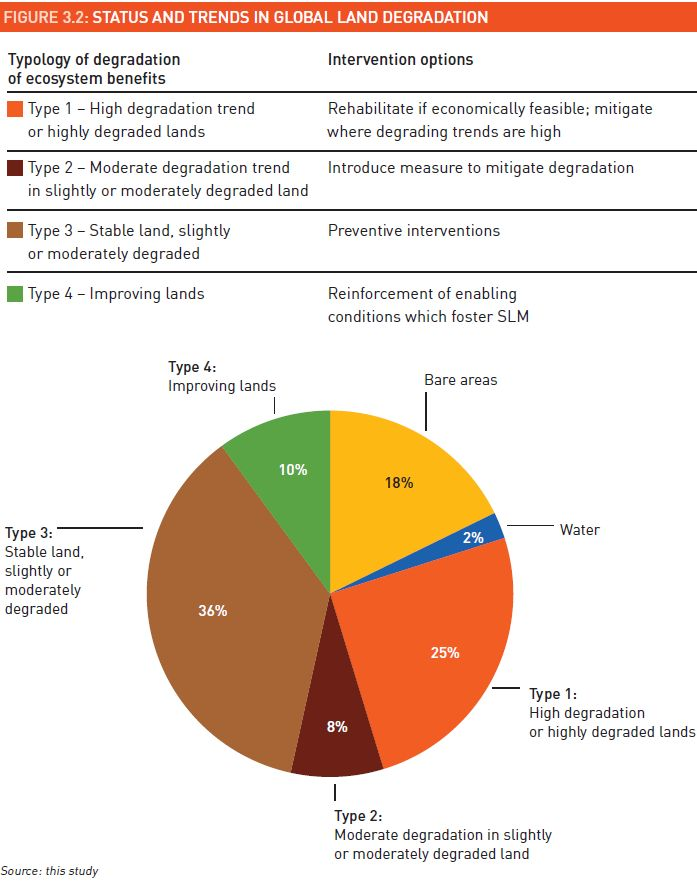 FIGURE 3.2: STATUS AND TRENDS IN GLOBAL LAND DEGRADATION
Typology of degradation
of ecosystem benefits
Intervention options
Type 1 – High degradation trend
or highly degraded lands
Rehabilitate if economically feasible; mitigate
where degrading trends are high
Type 2 – Moderate degradation trend
in slightly or moderately degraded land
Introduce measure to mitigate degradation
Type 3 – Stable land, slightly
or moderately degraded
Preventive interventions
Type 4 – Improving lands
Reinforcement of enabling
conditions which foster SLM
Type 4:
Improving lands
Bare areas
10%
18%
Water
2%
Type 3:
Stable land,
slightly or
moderately
degraded
36%
25%
Type 1:
High degradation
or highly degraded lands
8%
Type 2:
Moderate degradation in slightly
or moderately degraded land
Source: this study